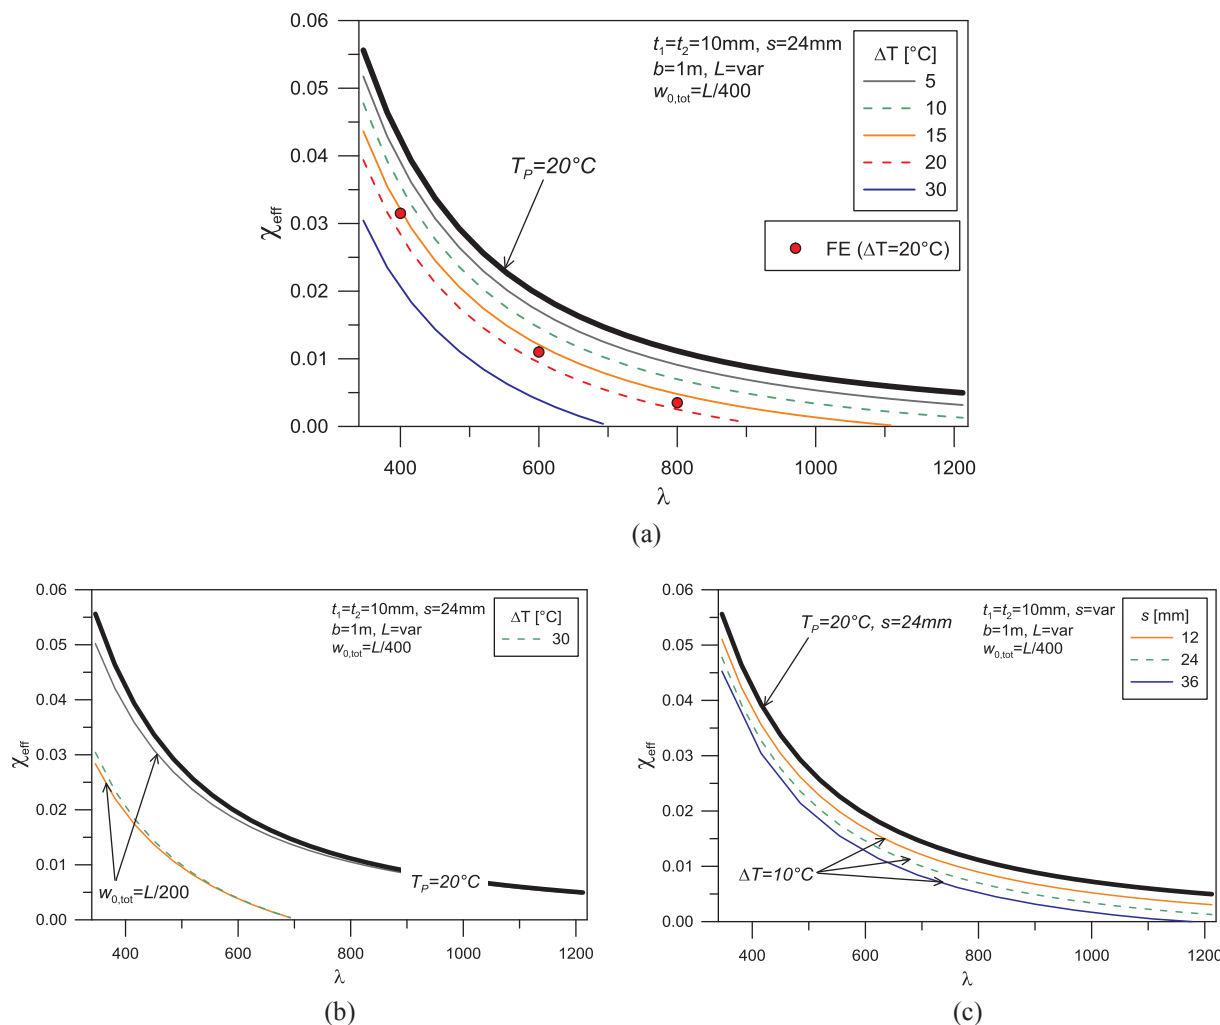 0.06
0.05
0.04
0.03
0.02
0.01
0.00
χeff
t1=t2=10mm, s=24mm
b=1m, L=var
w0,tot=L/400
ΔT [°C]
5
10
15
20
30
TP=20°C
FE (ΔT=20°C)
400 600 800 1000 1200
λ
(a)
0.06
0.05
0.04
0.03
0.02
0.01
0.00
χeff
t1=t2=10mm, s=24mm
b=1m, L=var
w0,tot=L/400
ΔT [°C]
30
w0,tot=L/200
TP=20°C
400 600 800 1000 1200
λ
(b)
0.06
0.05
0.04
0.03
0.02
0.01
0.00
χeff
TP=20°C, s=24mm
t1=t2=10mm, s=var
b=1m, L=var
w0,tot=L/400
s [mm]
12
24
36
ΔT=10°C
400 600 800 1000 1200
λ
(c)